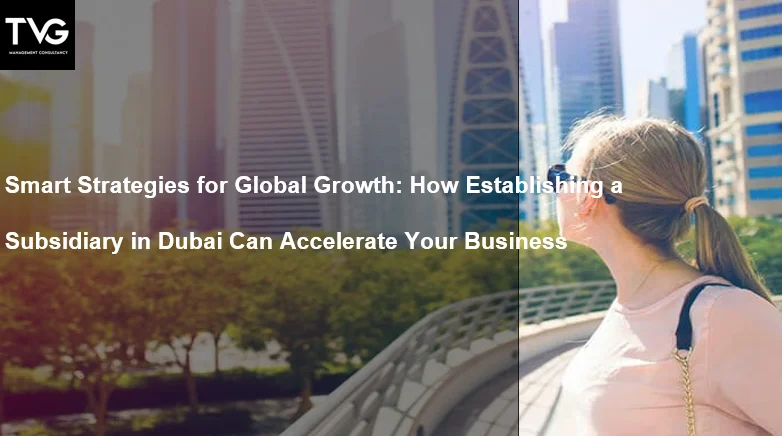 TVG
MANAGEMENT CONSULTANCY
Smart Strategies for Global Growth: How Establishing a
Subsidiary in Dubai Can Accelerate Your Business